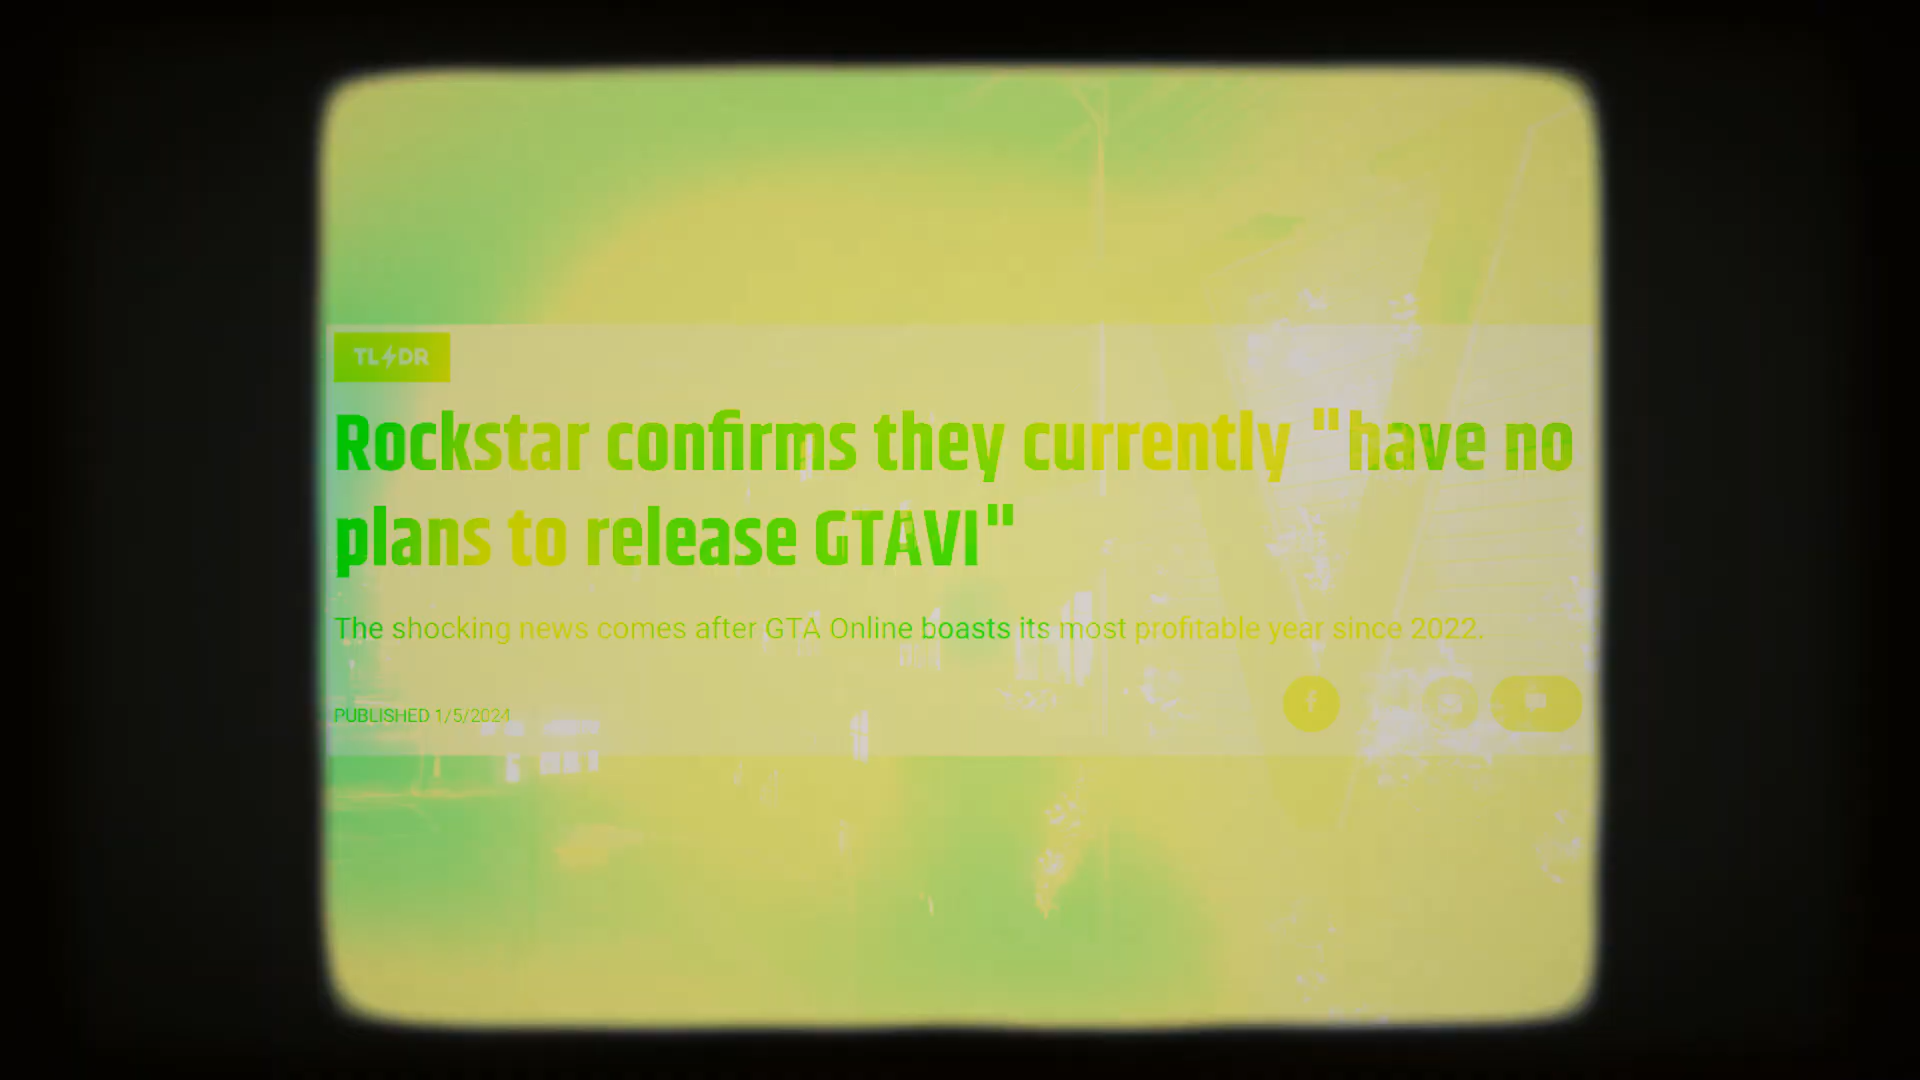 TL DR
Rockstar confirms they currently "have no
plans to release GTAVI"
The shocking news comes after GTA Online boasts its most profitable year since 2022.
PUBLISHED 1/5/2024
f